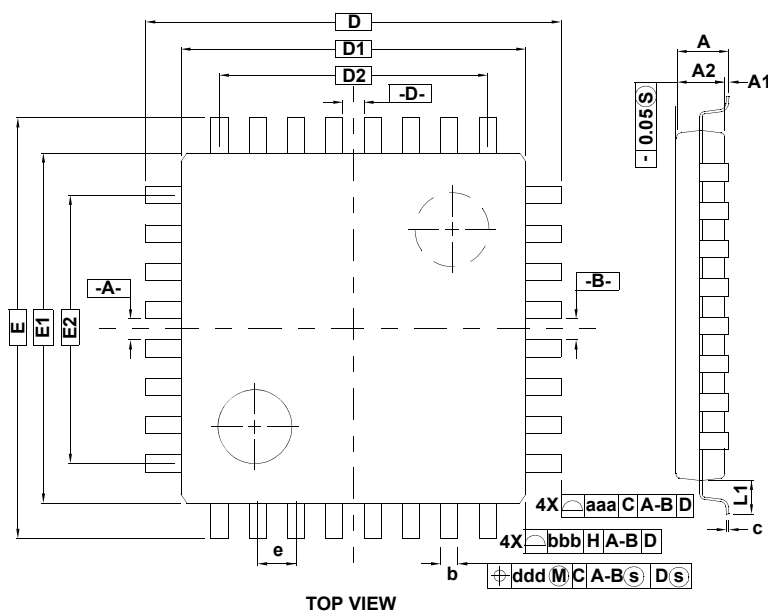 D
D1
D2
-D-
A
A2
A1
- 0.05 Ⓢ
-A-
-B-
E
E1
E2
L1
c
4X ⌓ aaa C A-B D
4X ⌓ bbb H A-B D
e
b
⌖ ddd Ⓜ C A-B ⓢ D ⓢ
TOP VIEW